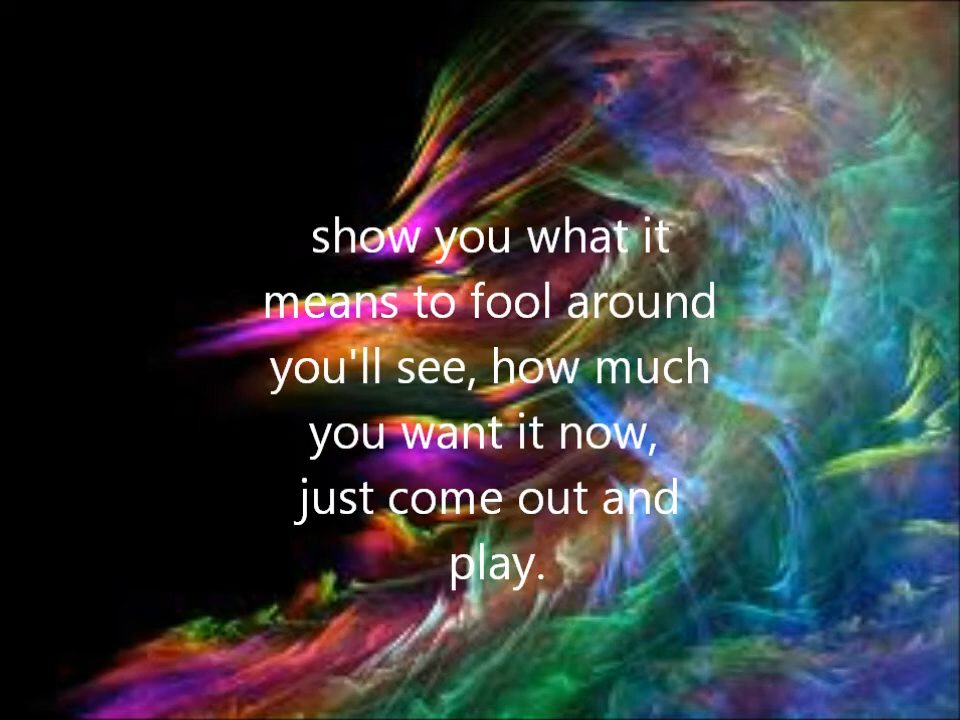 show you what it
means to fool around
you'll see, how much
you want it now,
just come out and
play.